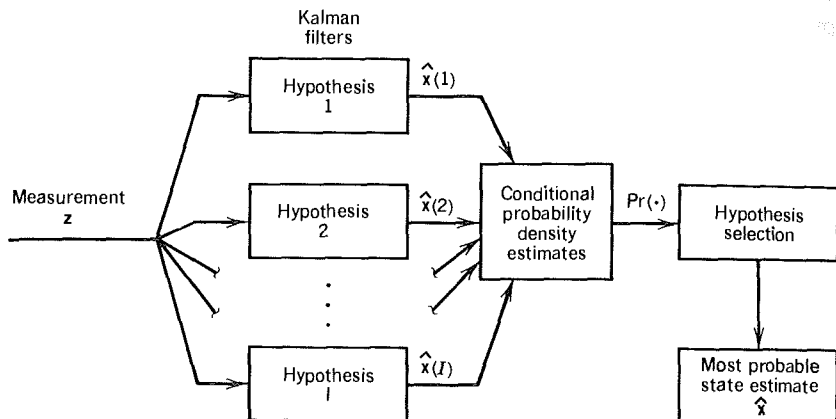 Kalman
filters
Hypothesis
1
x̂(1)
Measurement
z
Hypothesis
2
x̂(2)
Conditional
probability
density
estimates
Pr(·)
Hypothesis
selection
Hypothesis
I
x̂(I)
Most probable
state estimate
x̂